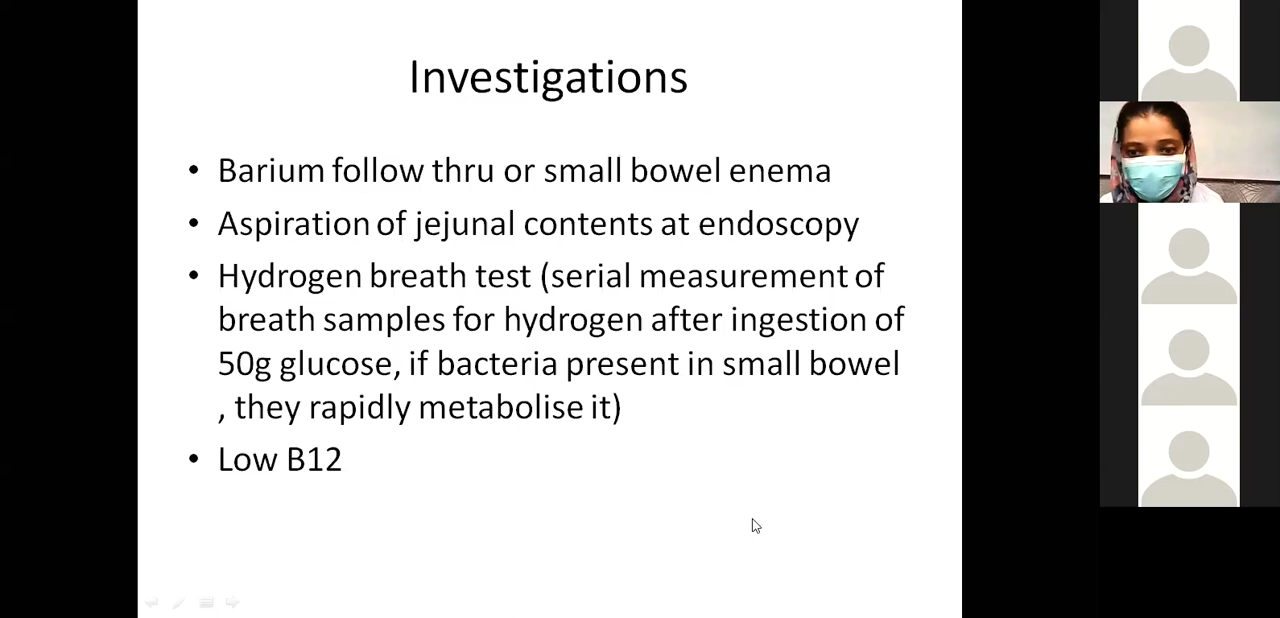 Investigations
• Barium follow thru or small bowel enema
• Aspiration of jejunal contents at endoscopy
• Hydrogen breath test (serial measurement of
breath samples for hydrogen after ingestion of
50g glucose, if bacteria present in small bowel
, they rapidly metabolise it)
• Low B12